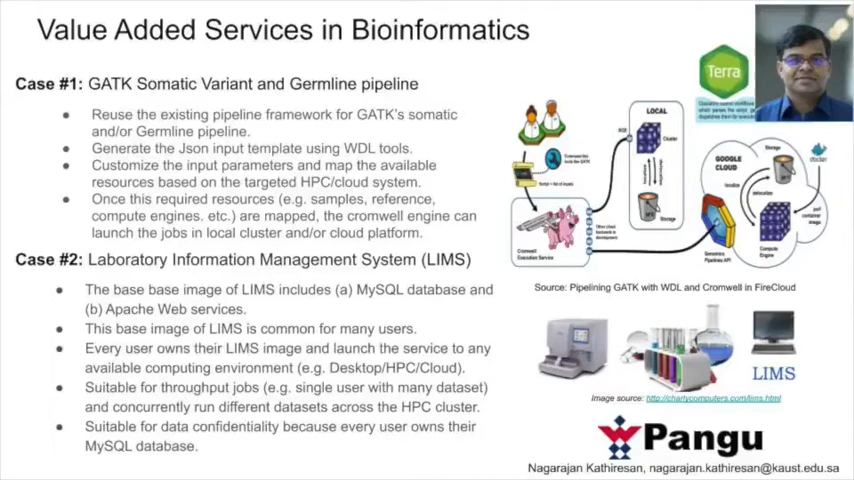 Value Added Services in Bioinformatics
Case #1: GATK Somatic Variant and Germline pipeline
● Reuse the existing pipeline framework for GATK's somatic
and/or Germline pipeline.
● Generate the Json input template using WDL tools.
● Customize the input parameters and map the available
resources based on the targeted HPC/cloud system.
● Once this required resources (e.g. samples, reference,
compute engines. etc.) are mapped, the cromwell engine can
launch the jobs in local cluster and/or cloud platform.
Case #2: Laboratory Information Management System (LIMS)
● The base base image of LIMS includes (a) MySQL database and
(b) Apache Web services.
● This base image of LIMS is common for many users.
● Every user owns their LIMS image and launch the service to any
available computing environment (e.g. Desktop/HPC/Cloud).
● Suitable for throughput jobs (e.g. single user with many dataset)
and concurrently run different datasets across the HPC cluster.
● Suitable for data confidentiality because every user owns their
MySQL database.
Terra
LOCAL
Cluster
Storage
GOOGLE
CLOUD
Storage
docker
Compute
Engine
Genomics
Pipelines API
Cromwell
Execution Service
Source: Pipelining GATK with WDL and Cromwell in FireCloud
LIMS
Image source: http://charlycomputers.com/lims.html
Pangu
Nagarajan Kathiresan, nagarajan.kathiresan@kaust.edu.sa